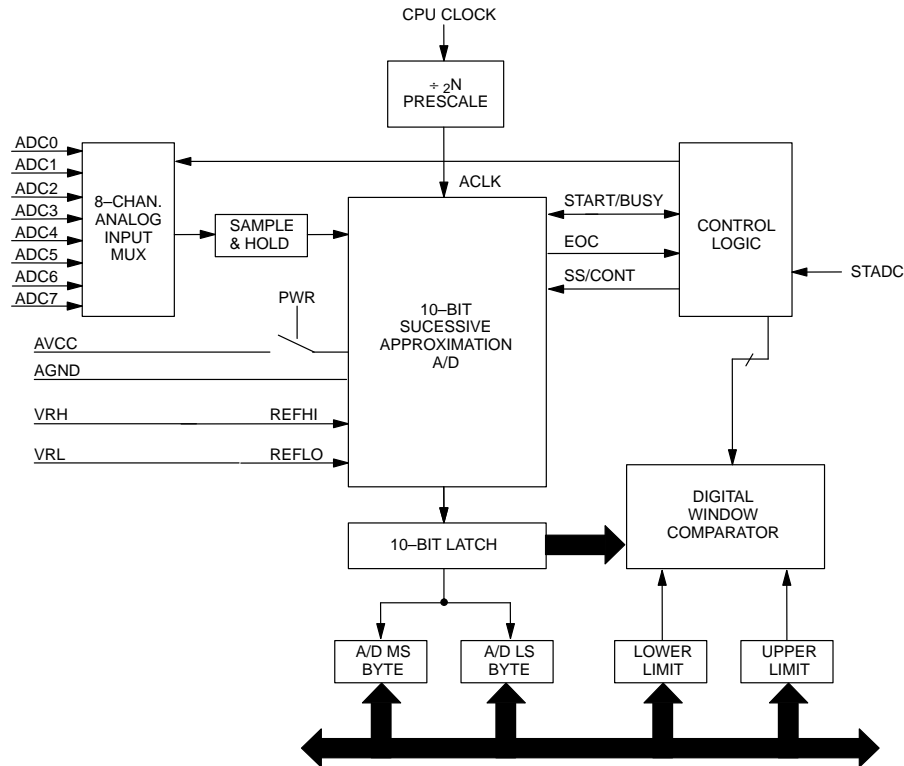 CPU CLOCK
÷ 2N
PRESCALE
ADC0
ADC1
ADC2
ADC3
ADC4
ADC5
ADC6
ADC7
8–CHAN.
ANALOG
INPUT
MUX
SAMPLE
& HOLD
ACLK
START/BUSY
EOC
SS/CONT
CONTROL
LOGIC
STADC
PWR
10–BIT
SUCESSIVE
APPROXIMATION
A/D
AVCC
AGND
VRH
REFHI
VRL
REFLO
DIGITAL
WINDOW
COMPARATOR
10–BIT LATCH
A/D MS
BYTE
A/D LS
BYTE
LOWER
LIMIT
UPPER
LIMIT